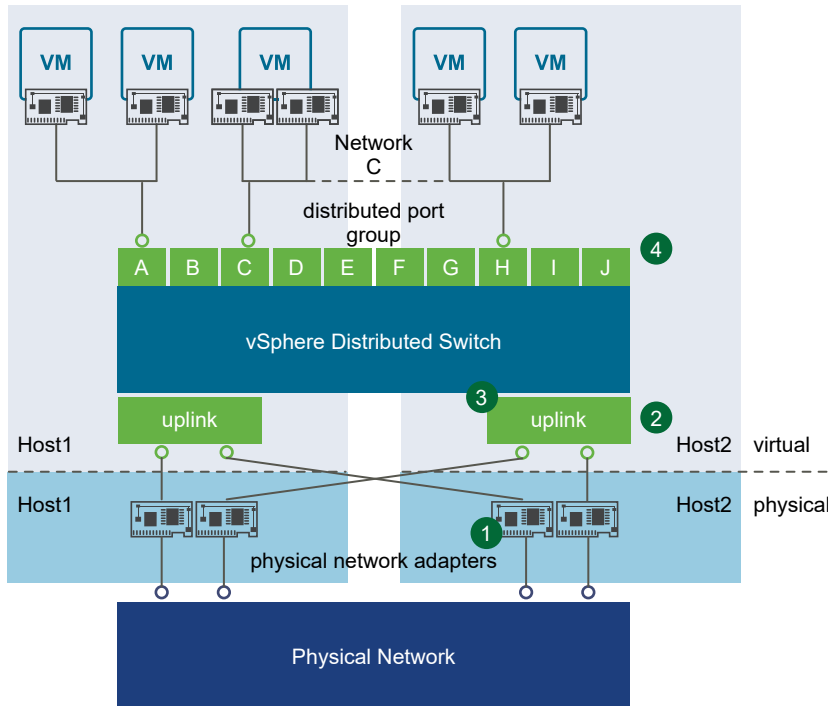 VM
VM
VM
VM
VM
Network
C
distributed port
group
A B C D E F G H I J
4
vSphere Distributed Switch
3
uplink
uplink
2
Host1
Host2 virtual
Host1
Host2 physical
1
physical network adapters
Physical Network